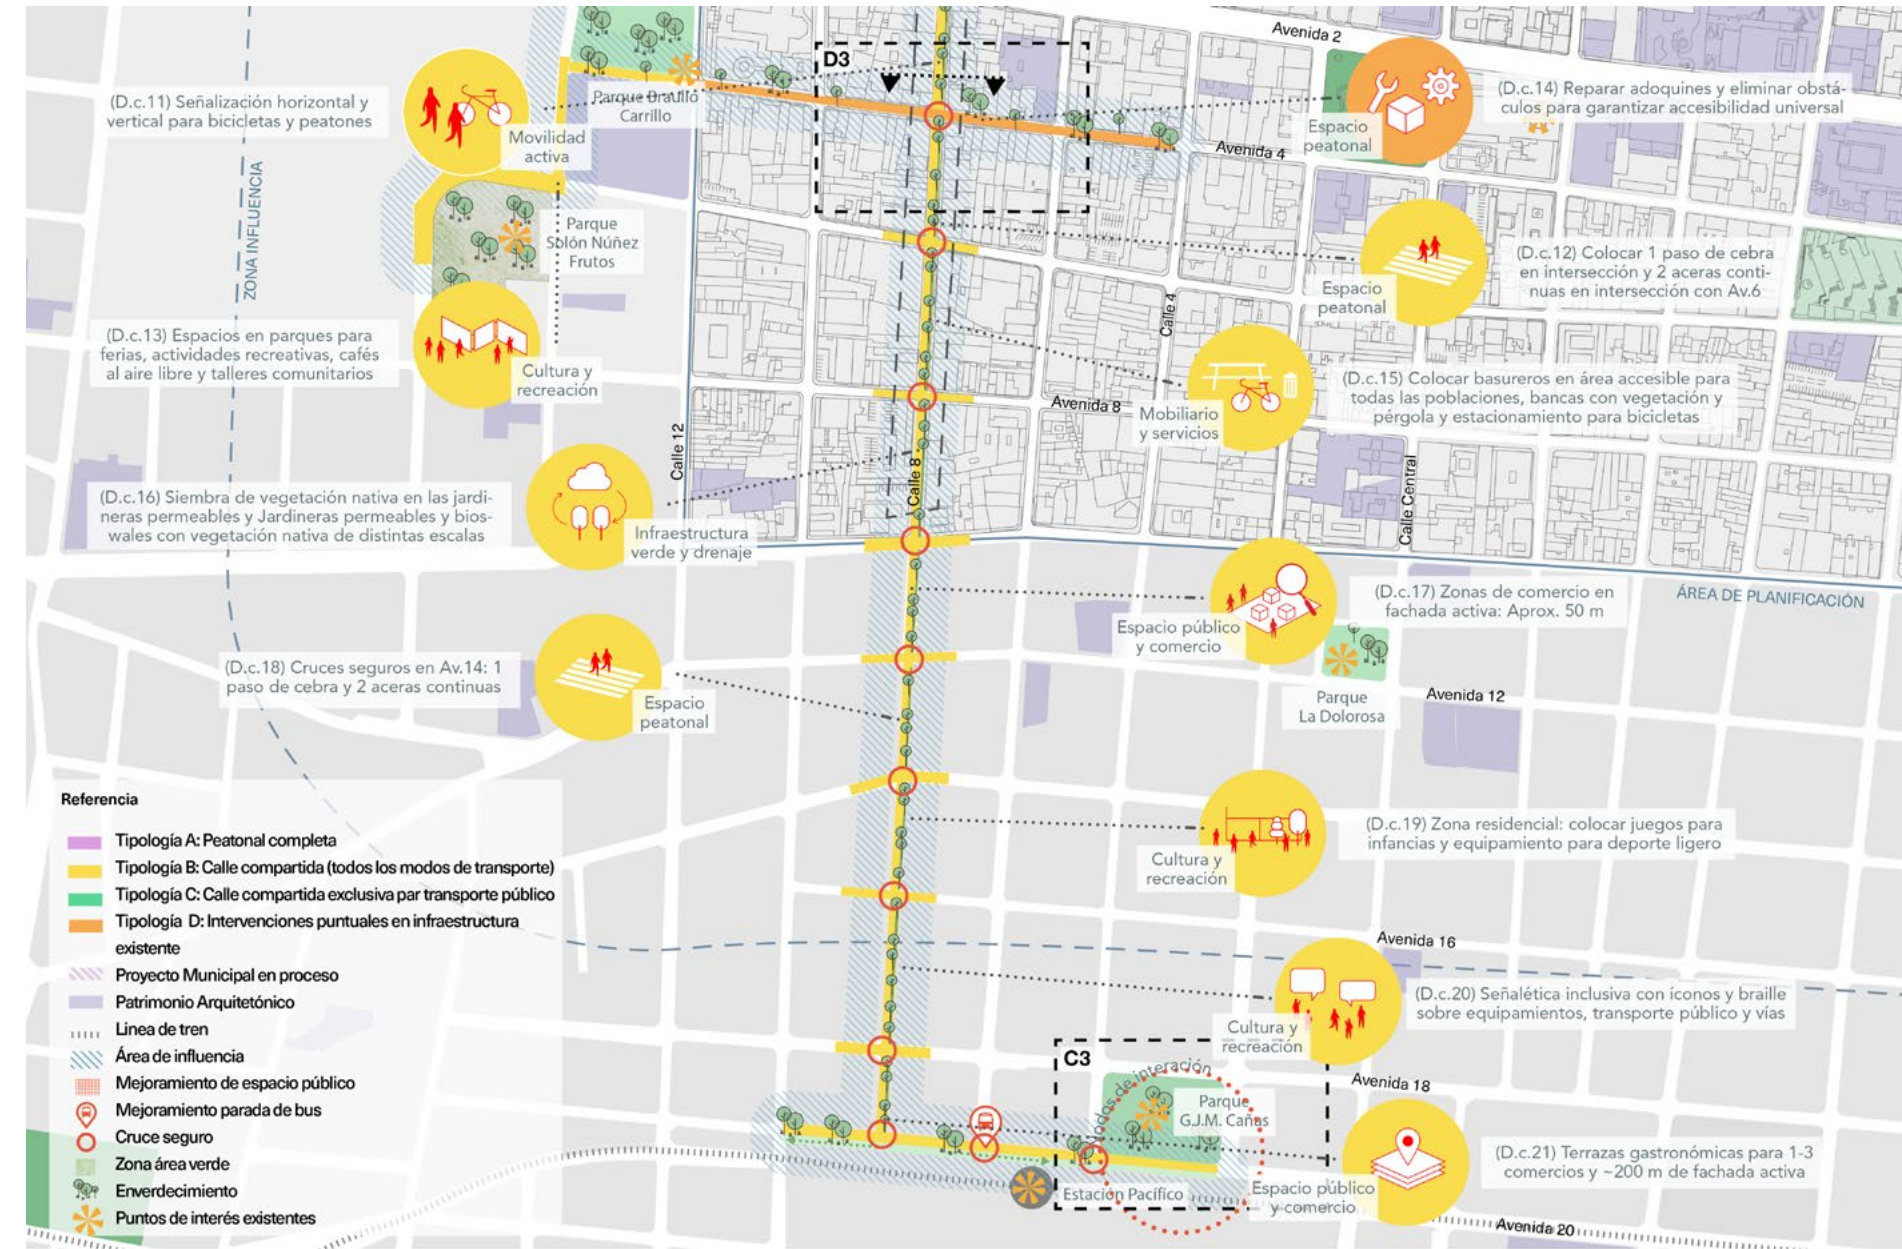 Avenida 2
D3
(D.c.11) Señalización horizontal y
vertical para bicicletas y peatones
Movilidad
activa
Parque Braulio
Carrillo
(D.c.14) Reparar adoquines y eliminar obstá-
culos para garantizar accesibilidad universal
Espacio
peatonal
Avenida 4
ZONA INFLUENCIA
Parque
Solón Núñez
Frutos
(D.c.12) Colocar 1 paso de cebra
en intersección y 2 aceras conti-
nuas en intersección con Av.6
Espacio
peatonal
Calle 4
(D.c.13) Espacios en parques para
ferias, actividades recreativas, cafés
al aire libre y talleres comunitarios
Cultura y
recreación
(D.c.15) Colocar basureros en área accesible para
todas las poblaciones, bancas con vegetación y
pérgola y estacionamiento para bicicletas
Mobiliario
y servicios
Avenida 8
Calle 12
Calle 8
Calle Central
(D.c.16) Siembra de vegetación nativa en las jardi-
neras permeables y Jardineras permeables y bios-
wales con vegetación nativa de distintas escalas
Infraestructura
verde y drenaje
(D.c.17) Zonas de comercio en
fachada activa: Aprox. 50 m
Espacio público
y comercio
ÁREA DE PLANIFICACIÓN
(D.c.18) Cruces seguros en Av.14: 1
paso de cebra y 2 aceras continuas
Espacio
peatonal
Parque
La Dolorosa
Avenida 12
(D.c.19) Zona residencial: colocar juegos para
infancias y equipamiento para deporte ligero
Cultura y
recreación
Avenida 16
(D.c.20) Señalética inclusiva con íconos y braille
sobre equipamientos, transporte público y vías
Cultura y
recreación
C3
Nodos de interación
Parque
G.J.M. Cañas
Avenida 18
(D.c.21) Terrazas gastronómicas para 1-3
comercios y ~200 m de fachada activa
Espacio público
y comercio
Estación Pacífico
Avenida 20
Referencia
Tipología A: Peatonal completa
Tipología B: Calle compartida (todos los modos de transporte)
Tipología C: Calle compartida exclusiva par transporte público
Tipología D: Intervenciones puntuales en infraestructura
existente
Proyecto Municipal en proceso
Patrimonio Arquitetónico
Linea de tren
Área de influencia
Mejoramiento de espacio público
Mejoramiento parada de bus
Cruce seguro
Zona área verde
Enverdecimiento
Puntos de interés existentes